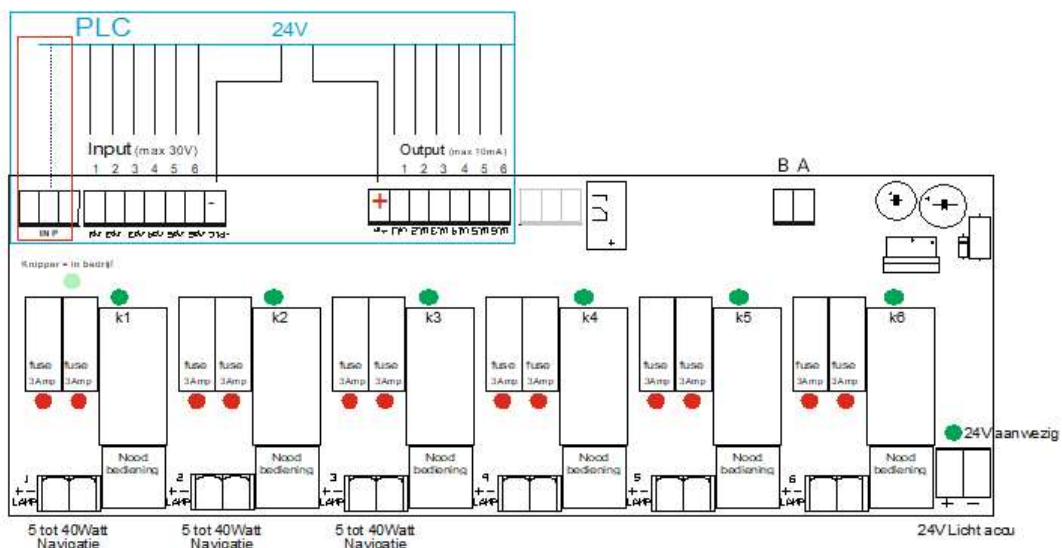 PLC 24V
Input (max 30V) Output (max 10mA)
1 2 3 4 5 6 1 2 3 4 5 6
B A
- +
+
Knipper = in bedrijf
k1 k2 k3 k4 k5 k6
fuse fuse fuse fuse fuse fuse fuse fuse fuse fuse fuse fuse
3Amp 3Amp 3Amp 3Amp 3Amp 3Amp 3Amp 3Amp 3Amp 3Amp 3Amp 3Amp
24V aanwezig
Nood Nood Nood Nood Nood Nood
bediening bediening bediening bediening bediening bediening
1 2 3 4 5 6
+ - + - + - + - + - + - + -
LAMP LAMP LAMP LAMP LAMP LAMP
5 tot 40Watt 5 tot 40Watt 5 tot 40Watt 24V Licht accu
Navigatie Navigatie Navigatie